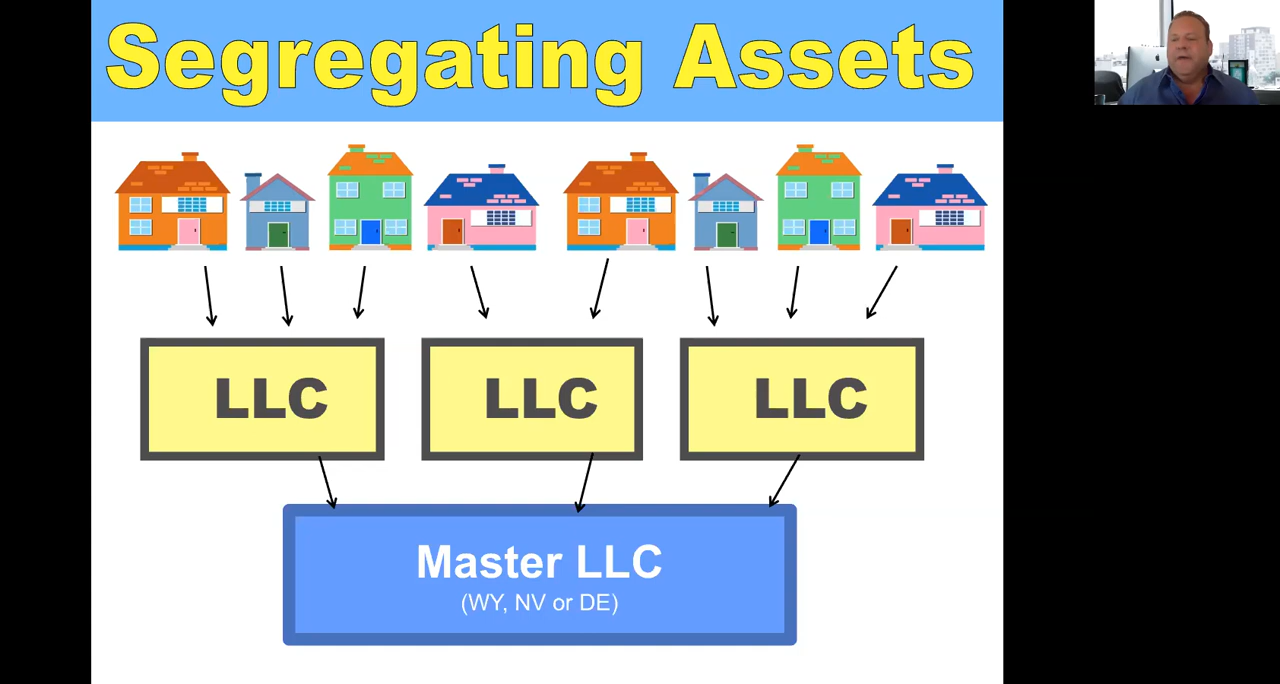 Segregating Assets
LLC
LLC
LLC
Master LLC
(WY, NV or DE)